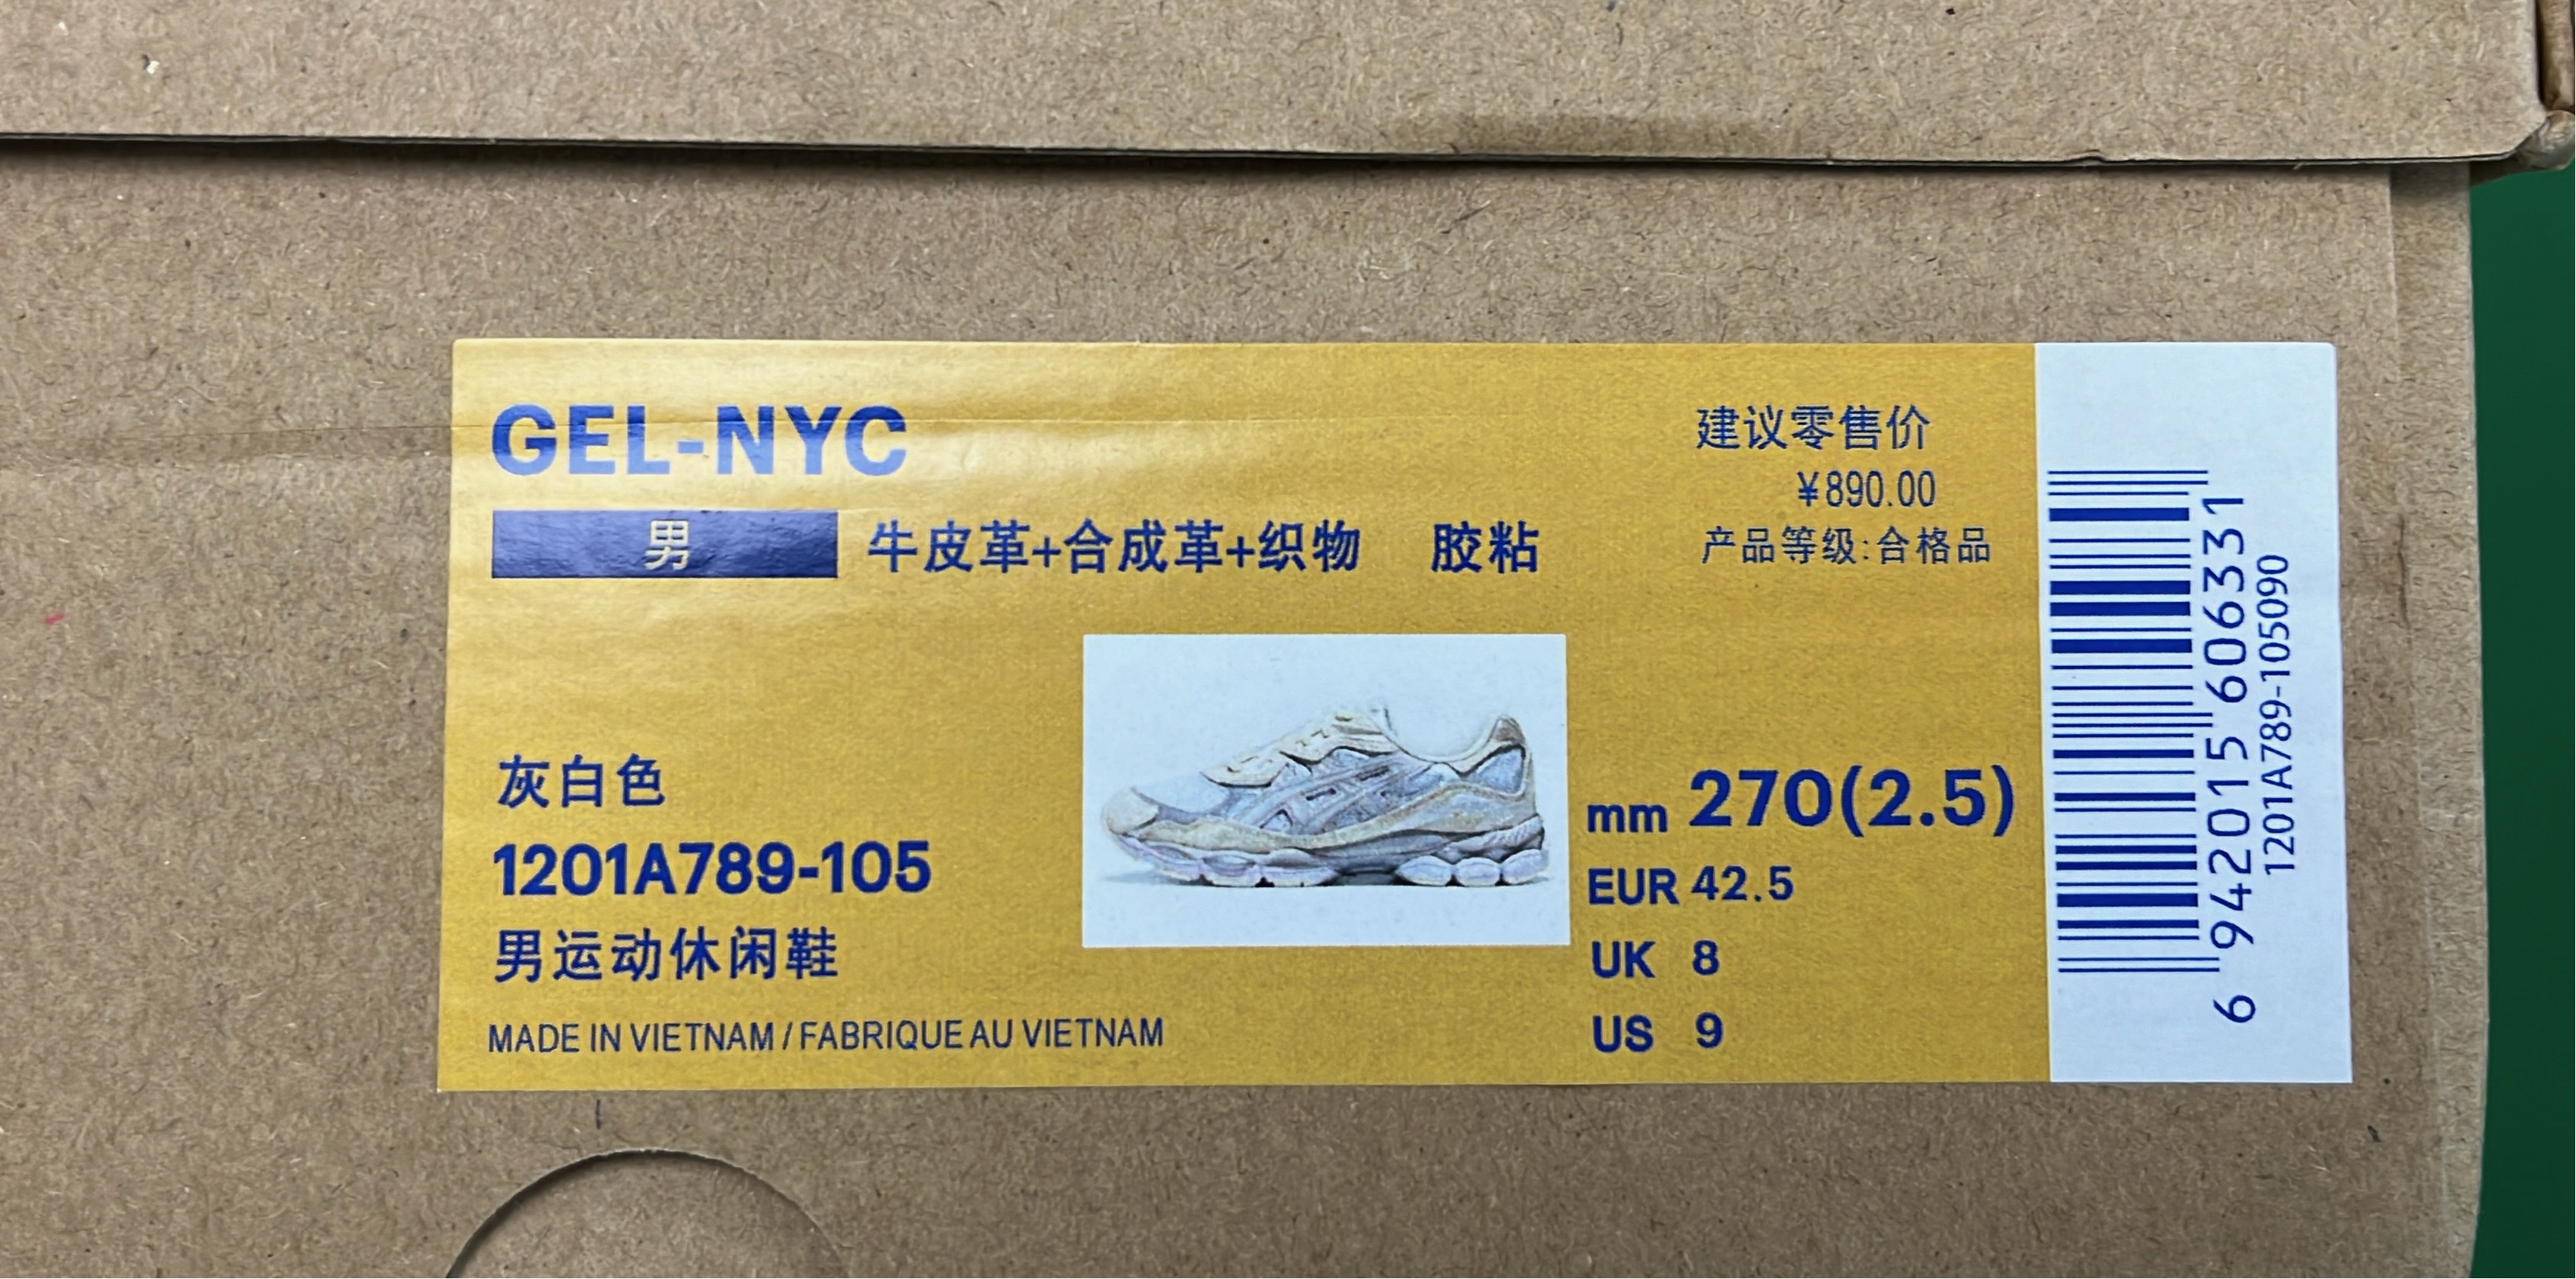 GEL-NYC
男 牛皮革+合成革+织物 胶粘
建议零售价
¥890.00
产品等级:合格品
灰白色
1201A789-105
男运动休闲鞋
MADE IN VIETNAM / FABRIQUE AU VIETNAM
mm 270(2.5)
EUR 42.5
UK 8
US 9
6 942015 606331
1201A789-105090